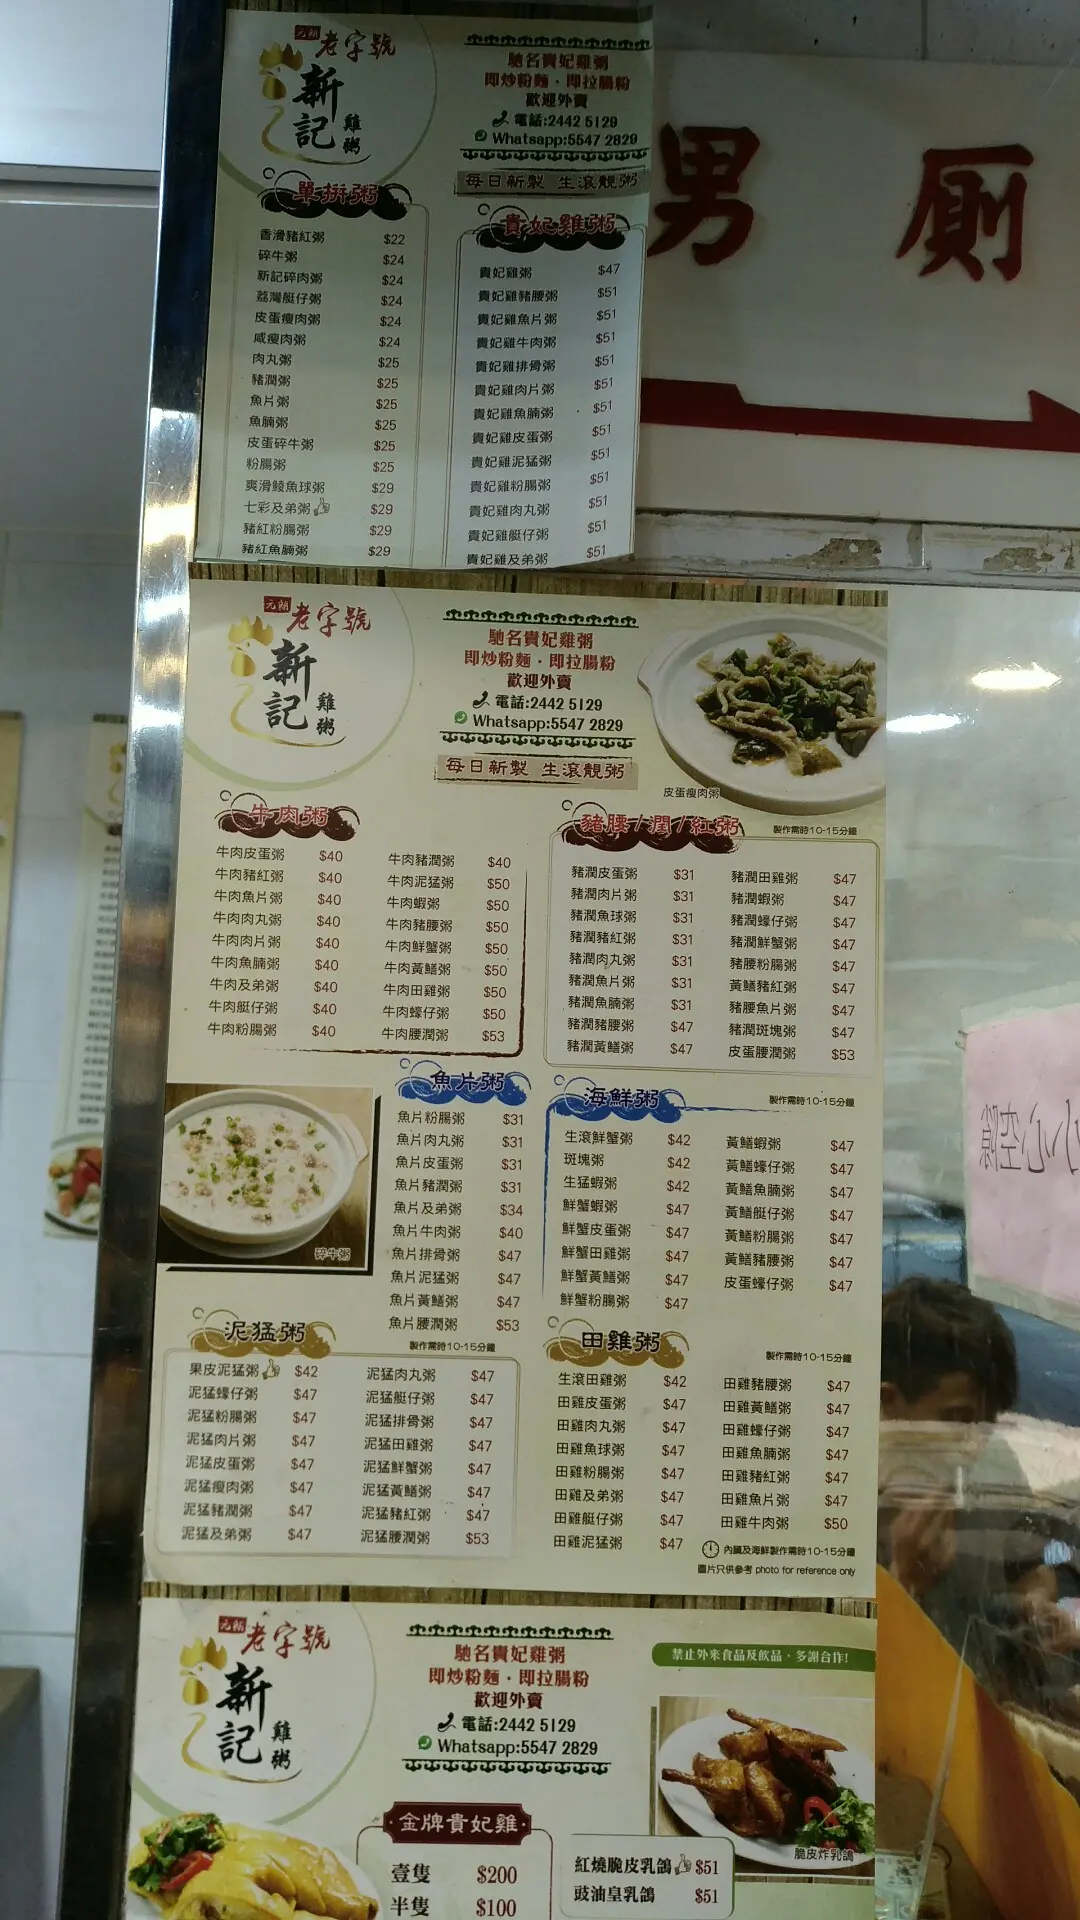 元朗 老字號
新記 雞粥
馳名貴妃雞粥
即炒粉麵·即拉腸粉
歡迎外賣
電話:2442 5129
Whatsapp:5547 2829
每日新製 生滾靚粥
單拼粥
香滑豬紅粥 $22
碎牛粥 $24
新記碎肉粥 $24
荔灣艇仔粥 $24
皮蛋瘦肉粥 $24
咸瘦肉粥 $24
肉丸粥 $25
豬潤粥 $25
魚片粥 $25
魚腩粥 $25
皮蛋碎牛粥 $25
粉腸粥 $25
爽滑鯪魚球粥 $29
七彩及弟粥 $29
豬紅粉腸粥 $29
豬紅魚腩粥 $29
貴妃雞粥
貴妃雞粥 $47
貴妃雞豬腰粥 $51
貴妃雞魚片粥 $51
貴妃雞牛肉粥 $51
貴妃雞排骨粥 $51
貴妃雞肉片粥 $51
貴妃雞魚腩粥 $51
貴妃雞皮蛋粥 $51
貴妃雞泥猛粥 $51
貴妃雞粉腸粥 $51
貴妃雞肉丸粥 $51
貴妃雞艇仔粥 $51
貴妃雞及弟粥 $51
男廁
元朗 老字號
新記 雞粥
馳名貴妃雞粥
即炒粉麵·即拉腸粉
歡迎外賣
電話:2442 5129
Whatsapp:5547 2829
每日新製 生滾靚粥
皮蛋瘦肉粥
牛肉粥
牛肉皮蛋粥 $40
牛肉豬紅粥 $40
牛肉魚片粥 $40
牛肉肉丸粥 $40
牛肉肉片粥 $40
牛肉魚腩粥 $40
牛肉及弟粥 $40
牛肉艇仔粥 $40
牛肉粉腸粥 $40
牛肉豬潤粥 $40
牛肉泥猛粥 $50
牛肉蝦粥 $50
牛肉豬腰粥 $50
牛肉鮮蟹粥 $50
牛肉黃鱔粥 $50
牛肉田雞粥 $50
牛肉蠔仔粥 $50
牛肉腰潤粥 $53
豬腰/潤/紅粥 製作需時10-15分鐘
豬潤皮蛋粥 $31
豬潤肉片粥 $31
豬潤魚球粥 $31
豬潤豬紅粥 $31
豬潤肉丸粥 $31
豬潤魚片粥 $31
豬潤魚腩粥 $31
豬潤豬腰粥 $47
豬潤黃鱔粥 $47
豬潤田雞粥 $47
豬潤蝦粥 $47
豬潤蠔仔粥 $47
豬潤鮮蟹粥 $47
豬腰粉腸粥 $47
黃鱔豬紅粥 $47
豬腰魚片粥 $47
豬潤斑塊粥 $47
皮蛋腰潤粥 $53
碎牛粥
魚片粥
魚片粉腸粥 $31
魚片肉丸粥 $31
魚片皮蛋粥 $31
魚片豬潤粥 $31
魚片及弟粥 $34
魚片牛肉粥 $40
魚片排骨粥 $47
魚片泥猛粥 $47
魚片黃鱔粥 $47
魚片腰潤粥 $53
海鮮粥 製作需時10-15分鐘
生滾鮮蟹粥 $42
斑塊粥 $42
生猛蝦粥 $42
鮮蟹蝦粥 $47
鮮蟹皮蛋粥 $47
鮮蟹田雞粥 $47
鮮蟹黃鱔粥 $47
鮮蟹粉腸粥 $47
黃鱔蝦粥 $47
黃鱔蠔仔粥 $47
黃鱔魚腩粥 $47
黃鱔艇仔粥 $47
黃鱔粉腸粥 $47
黃鱔豬腰粥 $47
皮蛋蠔仔粥 $47
泥猛粥 製作需時10-15分鐘
果皮泥猛粥 $42
泥猛蠔仔粥 $47
泥猛粉腸粥 $47
泥猛肉片粥 $47
泥猛皮蛋粥 $47
泥猛瘦肉粥 $47
泥猛豬潤粥 $47
泥猛及弟粥 $47
泥猛肉丸粥 $47
泥猛艇仔粥 $47
泥猛排骨粥 $47
泥猛田雞粥 $47
泥猛鮮蟹粥 $47
泥猛黃鱔粥 $47
泥猛豬紅粥 $47
泥猛腰潤粥 $53
田雞粥 製作需時10-15分鐘
生滾田雞粥 $42
田雞皮蛋粥 $47
田雞肉丸粥 $47
田雞魚球粥 $47
田雞粉腸粥 $47
田雞及弟粥 $47
田雞艇仔粥 $47
田雞泥猛粥 $47
田雞豬腰粥 $47
田雞黃鱔粥 $47
田雞蠔仔粥 $47
田雞魚腩粥 $47
田雞豬紅粥 $47
田雞魚片粥 $47
田雞牛肉粥 $50
內臟及海鮮製作需時10-15分鐘
圖片只供參考 photo for reference only
小心空隙
元朗 老字號
新記 雞粥
馳名貴妃雞粥
即炒粉麵·即拉腸粉
歡迎外賣
電話:2442 5129
Whatsapp:5547 2829
禁止外來食品及飲品,多謝合作!
脆皮炸乳鴿
·金牌貴妃雞·
壹隻 $200
半隻 $100
紅燒脆皮乳鴿 $51
豉油皇乳鴿 $51